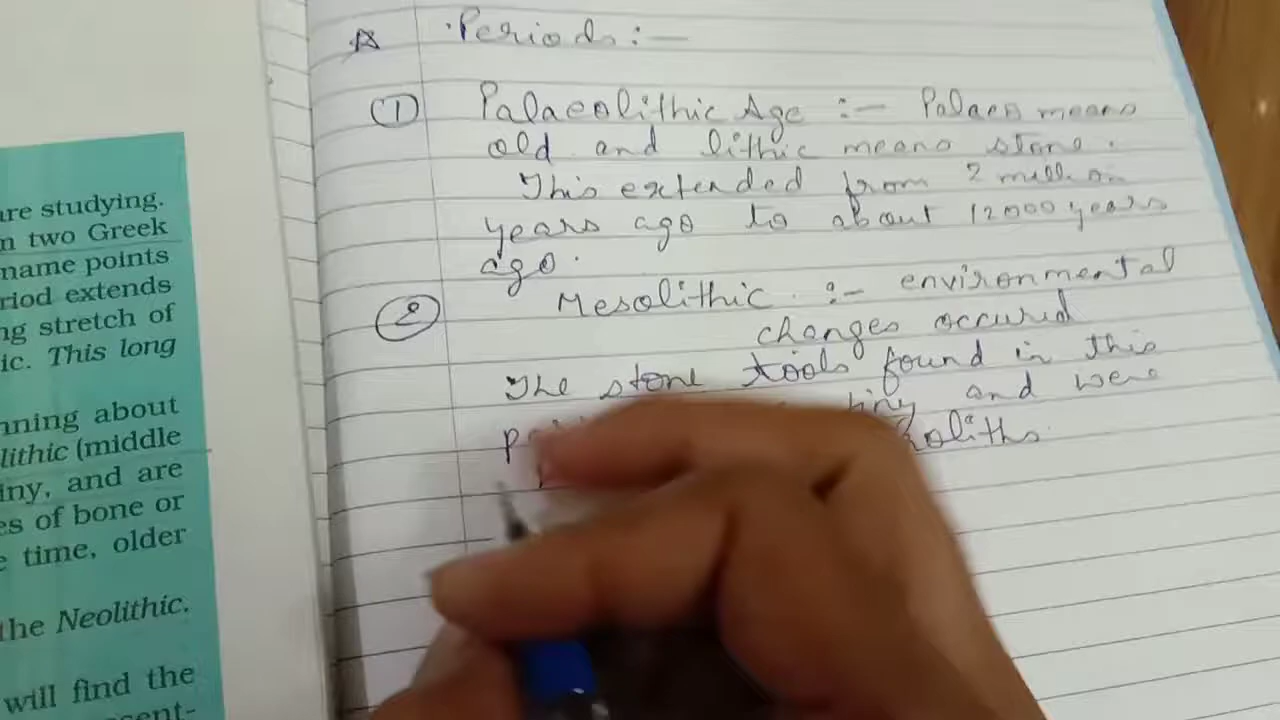 Periods :—
(1) Palaeolithic Age :— Palaeo means
old and lithic means stone.
This extended from 2 million
years ago to about 12000 years
ago.
(2) Mesolithic :— environmental
changes occured
The stone tools found in this
tiny and were
are studying.
n two Greek
name points
riod extends
ng stretch of
ic. This long
nning about
lithic (middle
iny, and are
es of bone or
e time, older
the Neolithic.
will find the